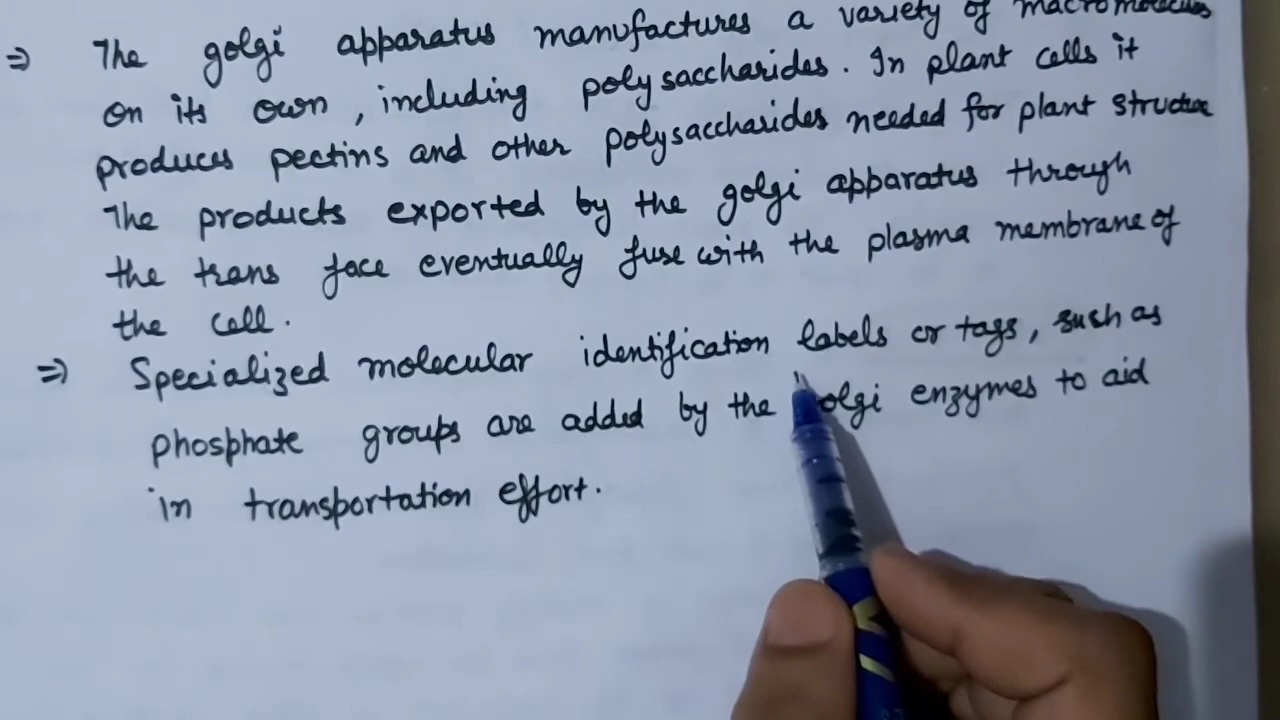 ⇒ The golgi apparatus manufactures a variety of macromolecules
on its own, including polysaccharides. In plant cells it
produces pectins and other polysaccharides needed for plant structure
The products exported by the golgi apparatus through
the trans face eventually fuse with the plasma membrane of
the cell.
⇒ Specialized molecular identification labels or tags, such as
phosphate groups are added by the Golgi enzymes to aid
in transportation effort.